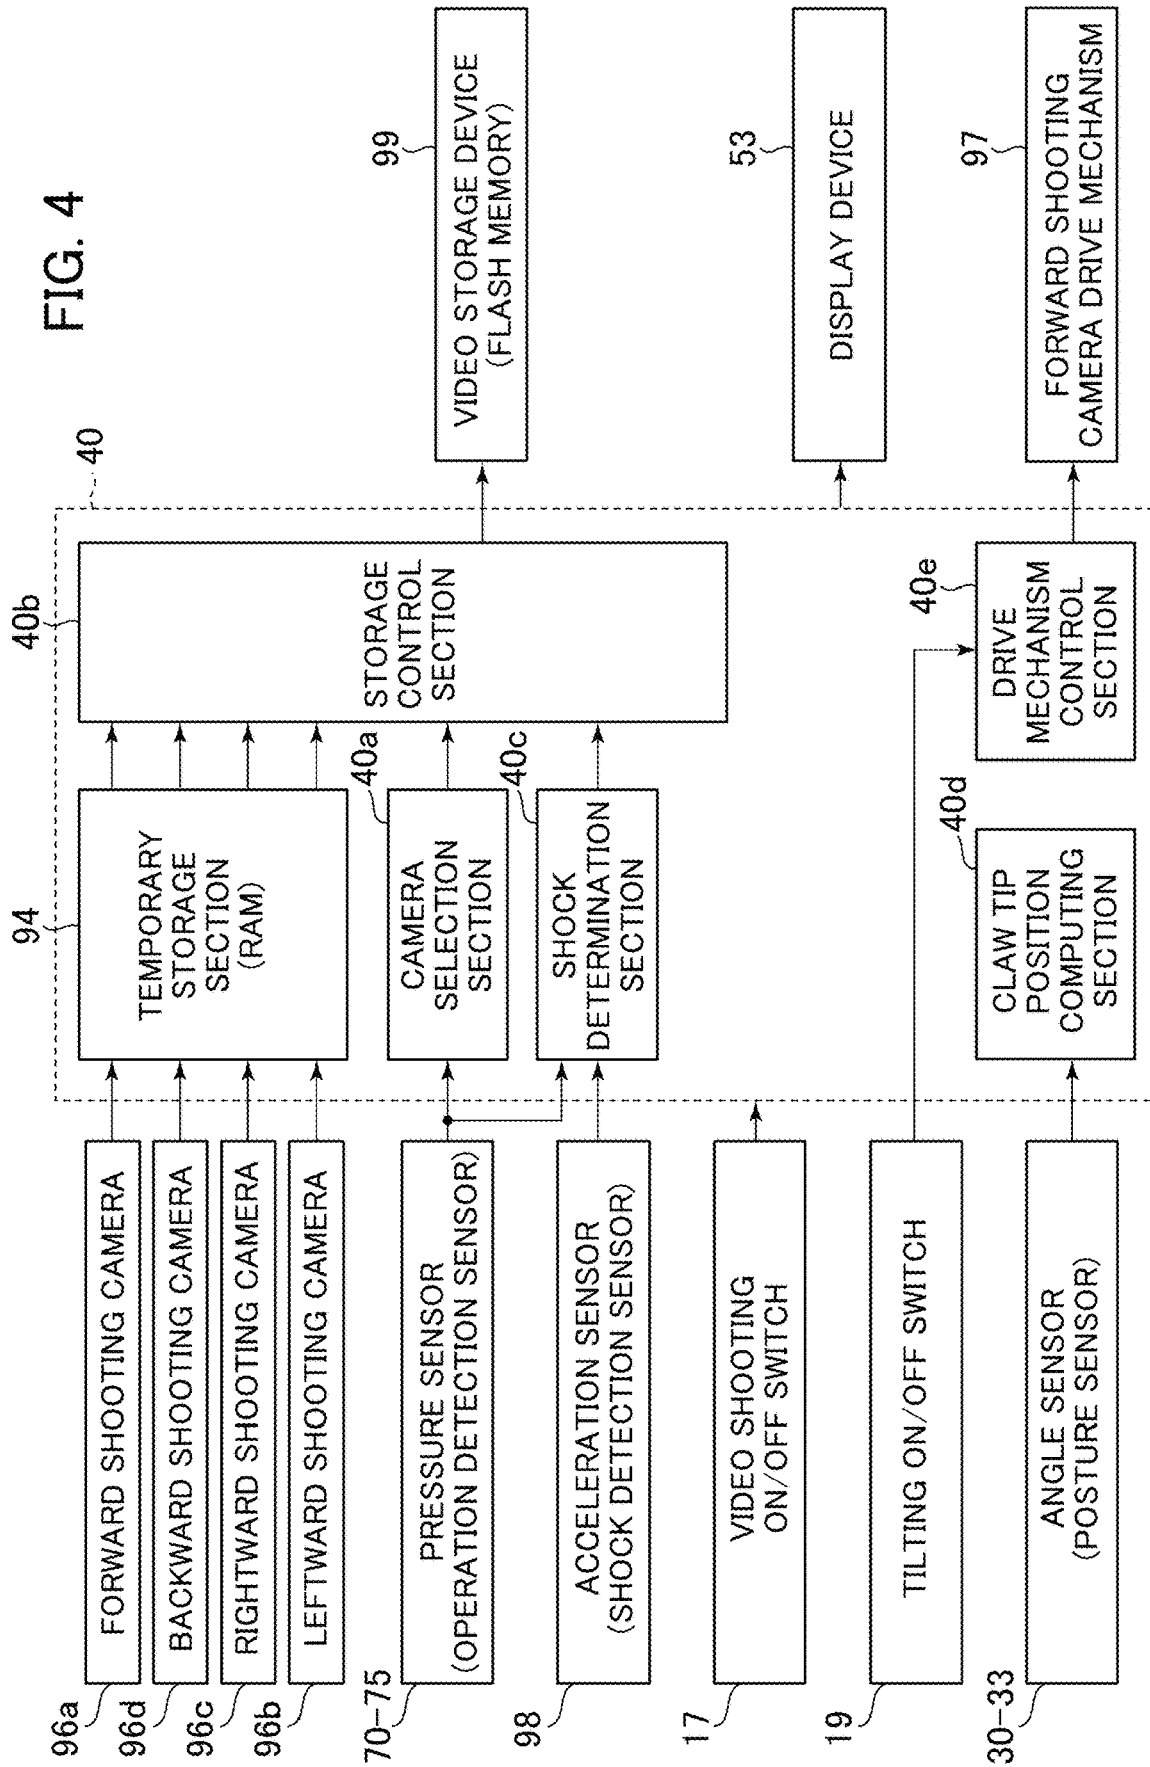 FIG. 4
96a
FORWARD SHOOTING CAMERA
96d
BACKWARD SHOOTING CAMERA
96c
RIGHTWARD SHOOTING CAMERA
96b
LEFTWARD SHOOTING CAMERA
70-75
PRESSURE SENSOR
(OPERATION DETECTION SENSOR)
98
ACCELERATION SENSOR
(SHOCK DETECTION SENSOR)
17
VIDEO SHOOTING
ON/OFF SWITCH
19
TILTING ON/OFF SWITCH
30-33
ANGLE SENSOR
(POSTURE SENSOR)
94
TEMPORARY
STORAGE
SECTION
(RAM)
40a
CAMERA
SELECTION
SECTION
40c
SHOCK
DETERMINATION
SECTION
40d
CLAW TIP
POSITION
COMPUTING
SECTION
40b
STORAGE
CONTROL
SECTION
40e
DRIVE
MECHANISM
CONTROL
SECTION
40
99
VIDEO STORAGE DEVICE
(FLASH MEMORY)
53
DISPLAY DEVICE
97
FORWARD SHOOTING
CAMERA DRIVE MECHANISM